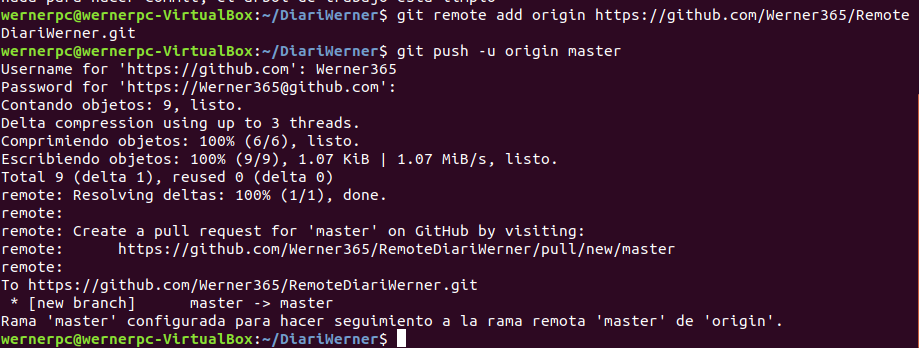 wernerpc@wernerpc-VirtualBox:~/DiariWerner$ git remote add origin https://github.com/Werner365/Remote
DiariWerner.git
wernerpc@wernerpc-VirtualBox:~/DiariWerner$ git push -u origin master
Username for 'https://github.com': Werner365
Password for 'https://Werner365@github.com':
Contando objetos: 9, listo.
Delta compression using up to 3 threads.
Comprimiendo objetos: 100% (6/6), listo.
Escribiendo objetos: 100% (9/9), 1.07 KiB | 1.07 MiB/s, listo.
Total 9 (delta 1), reused 0 (delta 0)
remote: Resolving deltas: 100% (1/1), done.
remote:
remote: Create a pull request for 'master' on GitHub by visiting:
remote:      https://github.com/Werner365/RemoteDiariWerner/pull/new/master
remote:
To https://github.com/Werner365/RemoteDiariWerner.git
 * [new branch]      master -> master
Rama 'master' configurada para hacer seguimiento a la rama remota 'master' de 'origin'.
wernerpc@wernerpc-VirtualBox:~/DiariWerner$